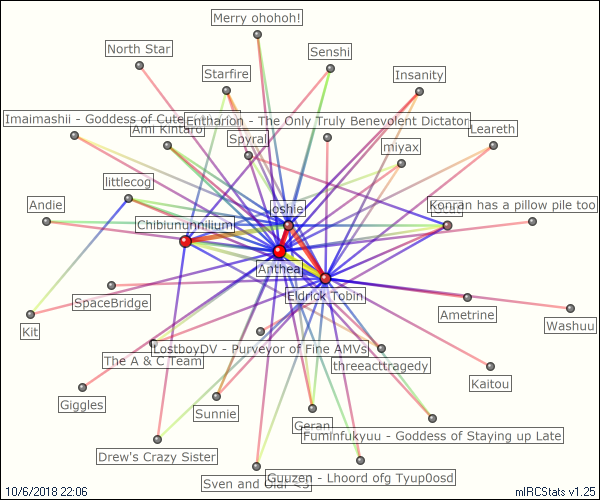 Merry ohohoh!
North Star
Senshi
Starfire
Insanity
Imaimashii - Goddess of Cute
Entharion - The Only Truly Benevolent Dictator
Ami Kintaro
Spyral
Leareth
miyax
littlecog
Andie
oshie
Konran has a pillow pile too
Chibiununnilium
Anthea
Eldrick Tobin
SpaceBridge
Ametrine
Kit
Washuu
LostboyDV - Purveyor of Fine AMVs
The A & C Team
threeacttragedy
Kaitou
Giggles
Sunnie
Geran
Fuminfukyuu - Goddess of Staying up Late
Drew's Crazy Sister
Guuzen - Lhoord ofg Tyup0osd
Sven and Olaf <3
10/6/2018 22:06
mIRCStats v1.25